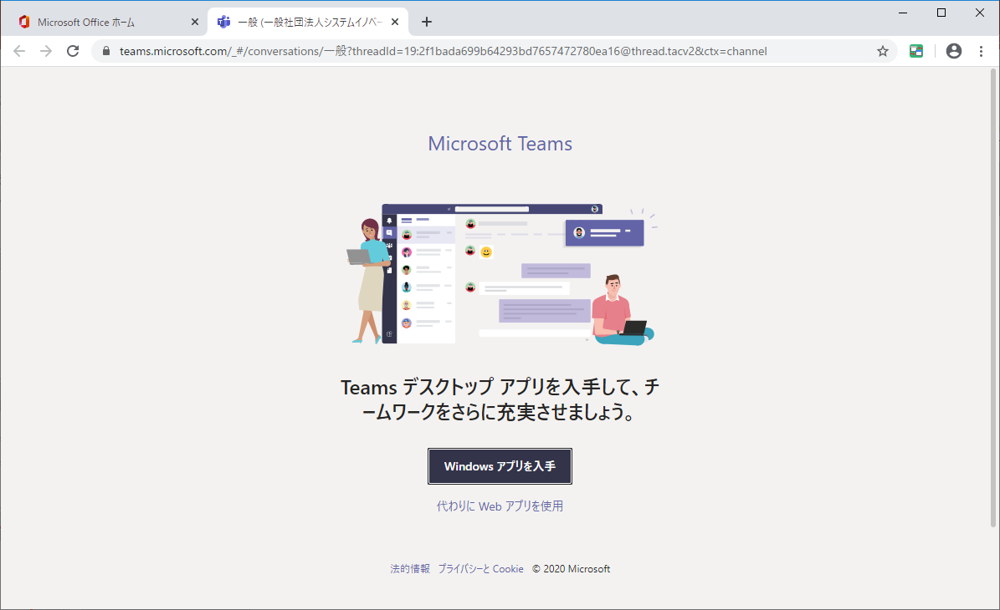 Microsoft Office ホーム
一般 (一般社団法人システムイノベー
teams.microsoft.com/_#/conversations/一般?threadId=19:2f1bada699b64293bd7657472780ea16@thread.tacv2&ctx=channel
Microsoft Teams
Teams デスクトップ アプリを入手して、チ
ームワークをさらに充実させましょう。
Windows アプリを入手
代わりに Web アプリを使用
法的情報 プライバシーと Cookie © 2020 Microsoft